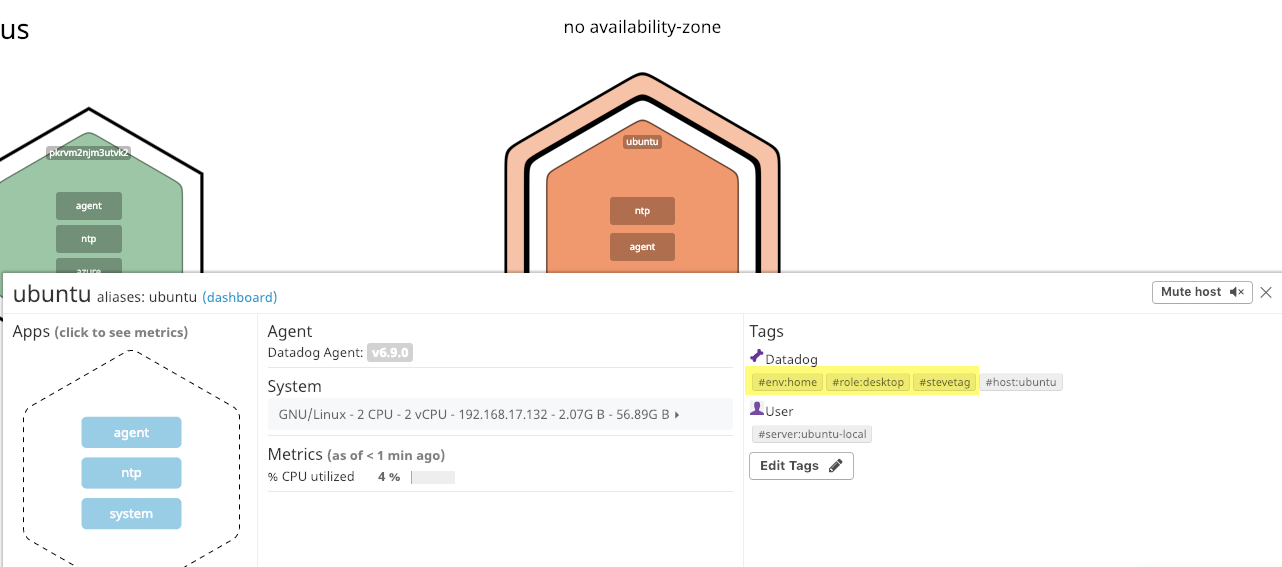 us
no availability-zone
pkrvm2njm3utvk2
agent
ntp
azure
ubuntu
ntp
agent
ubuntu aliases: ubuntu (dashboard)
Mute host
Apps (click to see metrics)
agent
ntp
system
Agent
Datadog Agent: v6.9.0
System
GNU/Linux - 2 CPU - 2 vCPU - 192.168.17.132 - 2.07G B - 56.89G B
Metrics (as of < 1 min ago)
% CPU utilized 4 %
Tags
Datadog
#env:home #role:desktop #stevetag #host:ubuntu
User
#server:ubuntu-local
Edit Tags